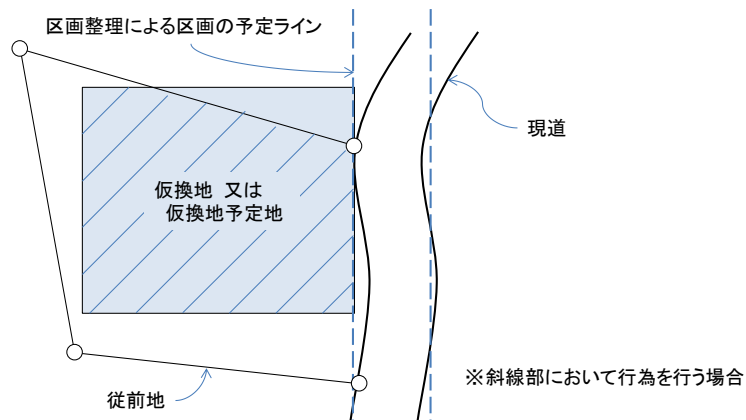 区画整理による区画の予定ライン
現道
仮換地 又は
仮換地予定地
従前地
※斜線部において行為を行う場合